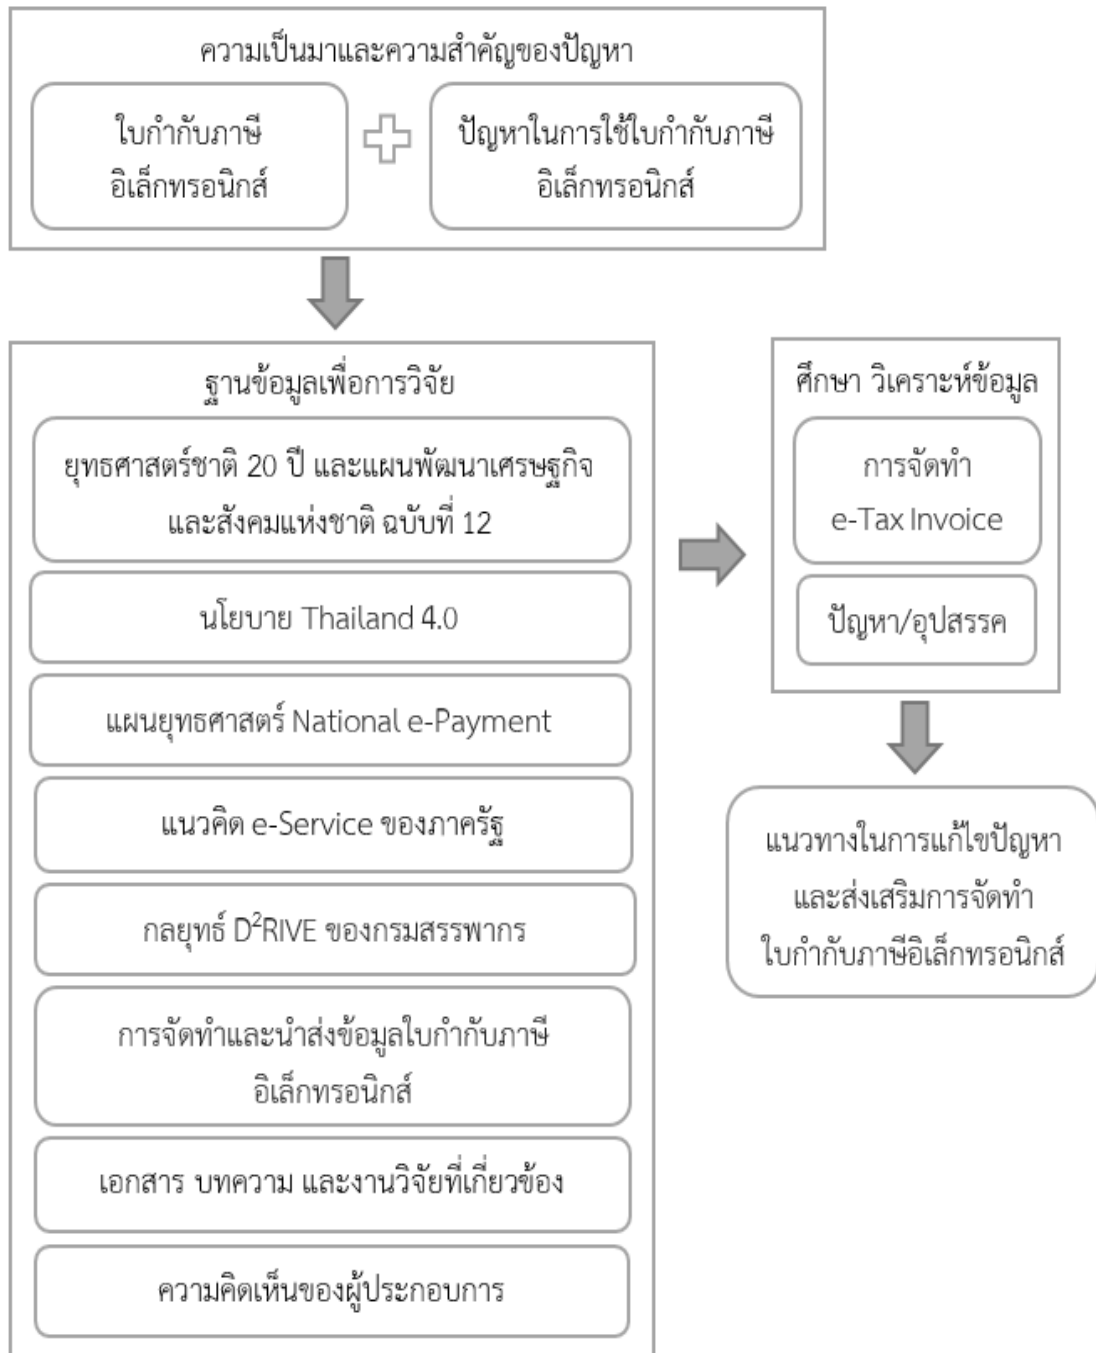 ความเป็นมาและความสำคัญของปัญหา
ใบกำกับภาษี
อิเล็กทรอนิกส์
ปัญหาในการใช้ใบกำกับภาษี
อิเล็กทรอนิกส์
ฐานข้อมูลเพื่อการวิจัย
ยุทธศาสตร์ชาติ 20 ปี และแผนพัฒนาเศรษฐกิจ
และสังคมแห่งชาติ ฉบับที่ 12
นโยบาย Thailand 4.0
แผนยุทธศาสตร์ National e-Payment
แนวคิด e-Service ของภาครัฐ
กลยุทธ์ D²RIVE ของกรมสรรพากร
การจัดทำและนำส่งข้อมูลใบกำกับภาษี
อิเล็กทรอนิกส์
เอกสาร บทความ และงานวิจัยที่เกี่ยวข้อง
ความคิดเห็นของผู้ประกอบการ
ศึกษา วิเคราะห์ข้อมูล
การจัดทำ
e-Tax Invoice
ปัญหา/อุปสรรค
แนวทางในการแก้ไขปัญหา
และส่งเสริมการจัดทำ
ใบกำกับภาษีอิเล็กทรอนิกส์